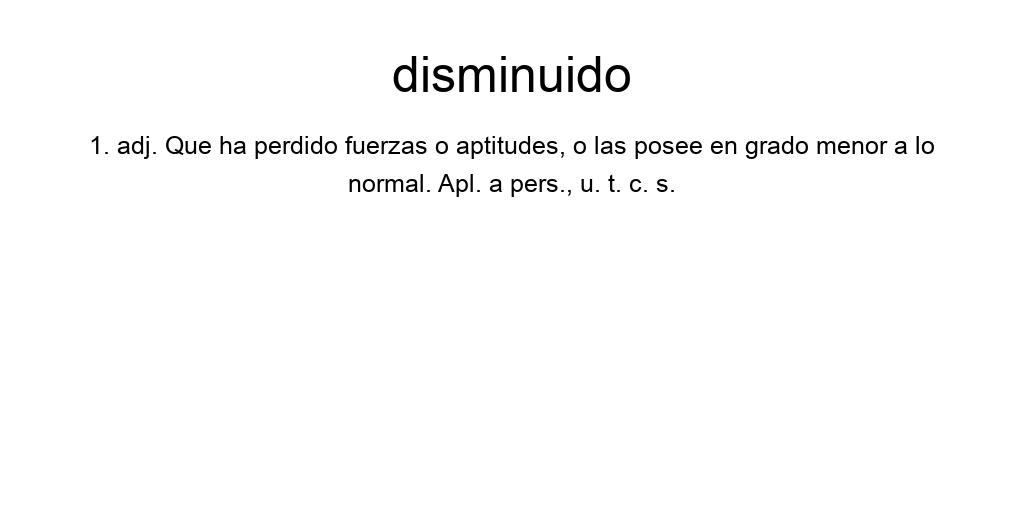 disminuido
1. adj. Que ha perdido fuerzas o aptitudes, o las posee en grado menor a lo
normal. Apl. a pers., u. t. c. s.